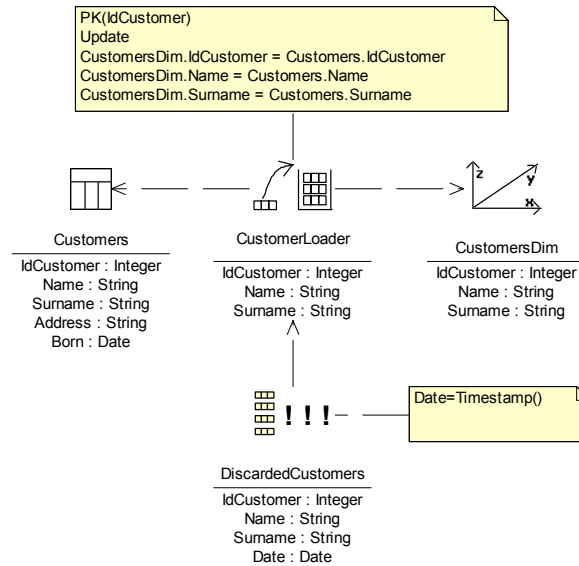 PK(IdCustomer)
Update
CustomersDim.IdCustomer = Customers.IdCustomer
CustomersDim.Name = Customers.Name
CustomersDim.Surname = Customers.Surname
z
y
x
Customers
IdCustomer : Integer
Name : String
Surname : String
Address : String
Born : Date
CustomerLoader
IdCustomer : Integer
Name : String
Surname : String
CustomersDim
IdCustomer : Integer
Name : String
Surname : String
!!!
Date=Timestamp()
DiscardedCustomers
IdCustomer : Integer
Name : String
Surname : String
Date : Date